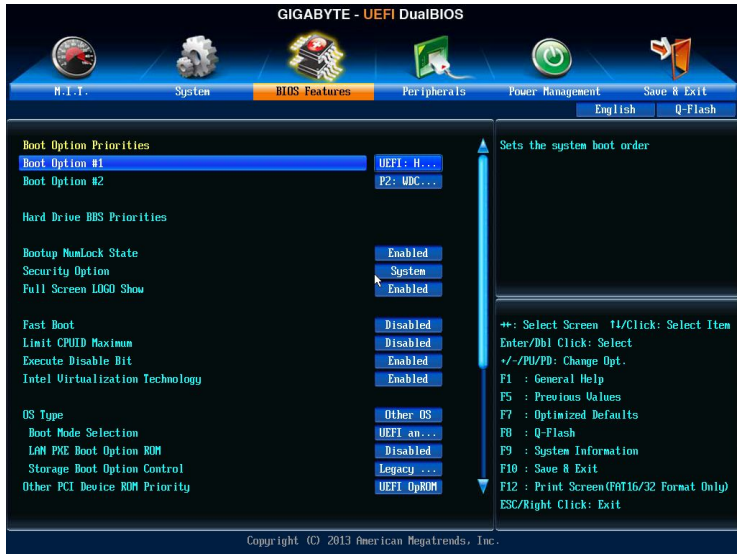 GIGABYTE - UEFI DualBIOS
M.I.T.
System
BIOS Features
Peripherals
Power Management
Save & Exit
English
Q-Flash
Boot Option Priorities
Boot Option #1 UEFI: H...
Boot Option #2 P2: WDC...
Hard Drive BBS Priorities
Bootup NumLock State Enabled
Security Option System
Full Screen LOGO Show Enabled
Fast Boot Disabled
Limit CPUID Maximum Disabled
Execute Disable Bit Enabled
Intel Virtualization Technology Enabled
OS Type Other OS
Boot Mode Selection UEFI an...
LAN PXE Boot Option ROM Disabled
Storage Boot Option Control Legacy ...
Other PCI Device ROM Priority UEFI OpROM
Sets the system boot order
→←: Select Screen ↑↓/Click: Select Item
Enter/Dbl Click: Select
+/-/PU/PD: Change Opt.
F1 : General Help
F5 : Previous Values
F7 : Optimized Defaults
F8 : Q-Flash
F9 : System Information
F10 : Save & Exit
F12 : Print Screen(FAT16/32 Format Only)
ESC/Right Click: Exit
Copyright (C) 2013 American Megatrends, Inc.